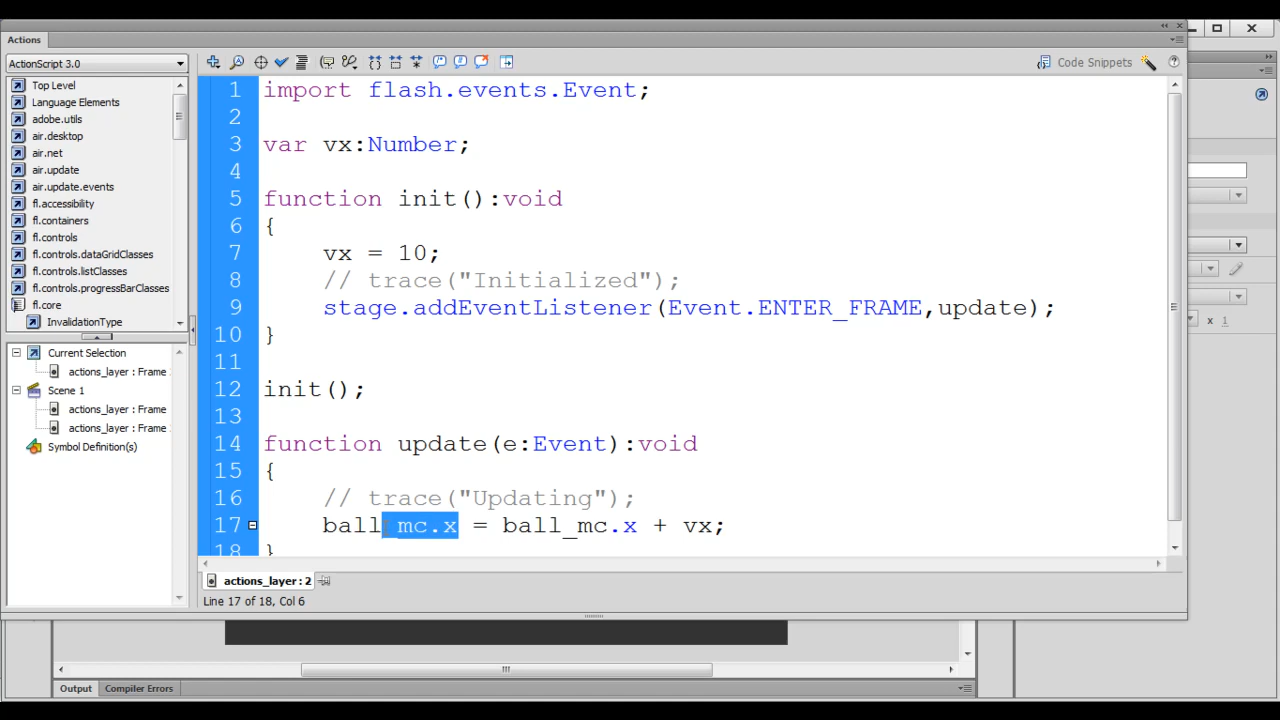 Actions
ActionScript 3.0
Code Snippets
Top Level
Language Elements
adobe.utils
air.desktop
air.net
air.update
air.update.events
fl.accessibility
fl.containers
fl.controls
fl.controls.dataGridClasses
fl.controls.listClasses
fl.controls.progressBarClasses
fl.core
InvalidationType
Current Selection
actions_layer : Frame
Scene 1
actions_layer : Frame
actions_layer : Frame
Symbol Definition(s)
1 import flash.events.Event;
2
3 var vx:Number;
4
5 function init():void
6 {
7 vx = 10;
8 // trace("Initialized");
9 stage.addEventListener(Event.ENTER_FRAME,update);
10 }
11
12 init();
13
14 function update(e:Event):void
15 {
16 // trace("Updating");
17 ball_mc.x = ball_mc.x + vx;
18 }
actions_layer : 2
Line 17 of 18, Col 6
x 1
Output Compiler Errors